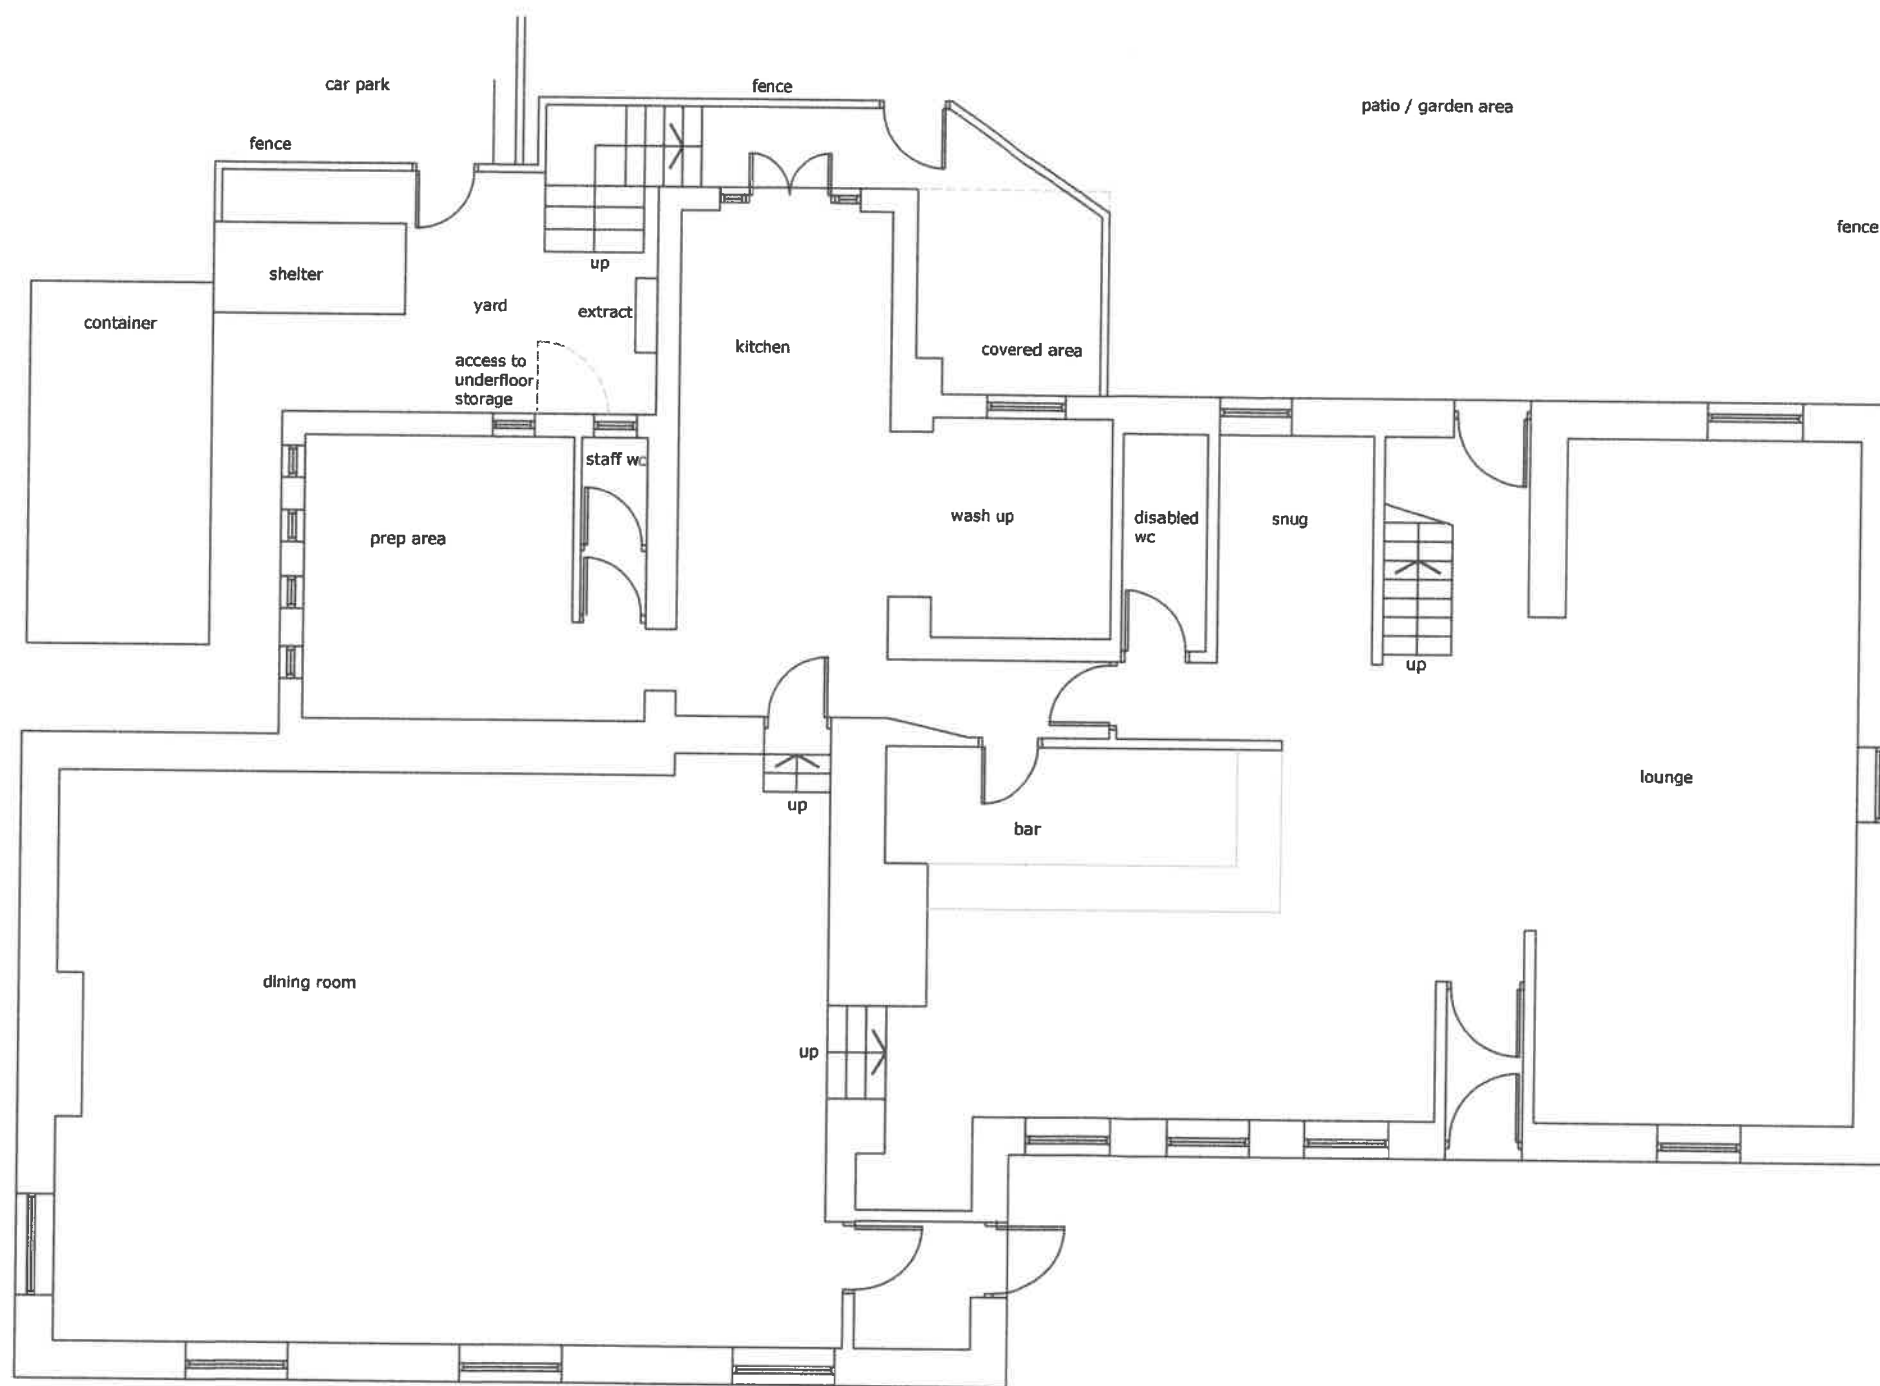 car park
fence
fence
patio / garden area
fence
shelter
up
container
yard
extract
kitchen
covered area
access to
underfloor
storage
staff wc
prep area
wash up
disabled
wc
snug
up
lounge
up
bar
dining room
up